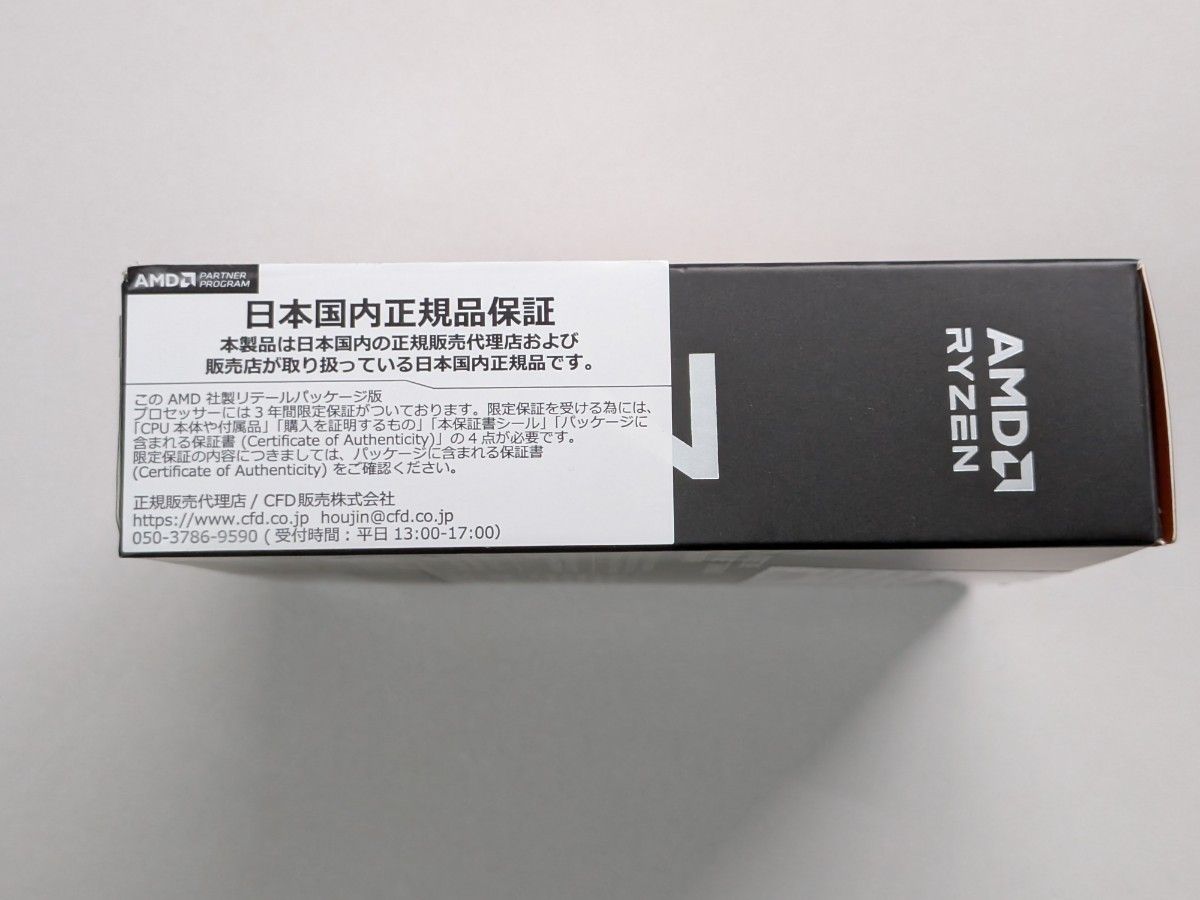 AMD PARTNER PROGRAM
日本国内正規品保証
本製品は日本国内の正規販売代理店および
販売店が取り扱っている日本国内正規品です。
この AMD 社製リテールパッケージ版
プロセッサーには3年間限定保証がついております。限定保証を受ける為には、
「CPU 本体や付属品」「購入を証明するもの」「本保証書シール」「パッケージに
含まれる保証書 (Certificate of Authenticity)」の4点が必要です。
限定保証の内容につきましては、パッケージに含まれる保証書
(Certificate of Authenticity) をご確認ください。
正規販売代理店 / CFD販売株式会社
https://www.cfd.co.jp houjin@cfd.co.jp
050-3786-9590 (受付時間:平日 13:00-17:00)
AMD
RYZEN